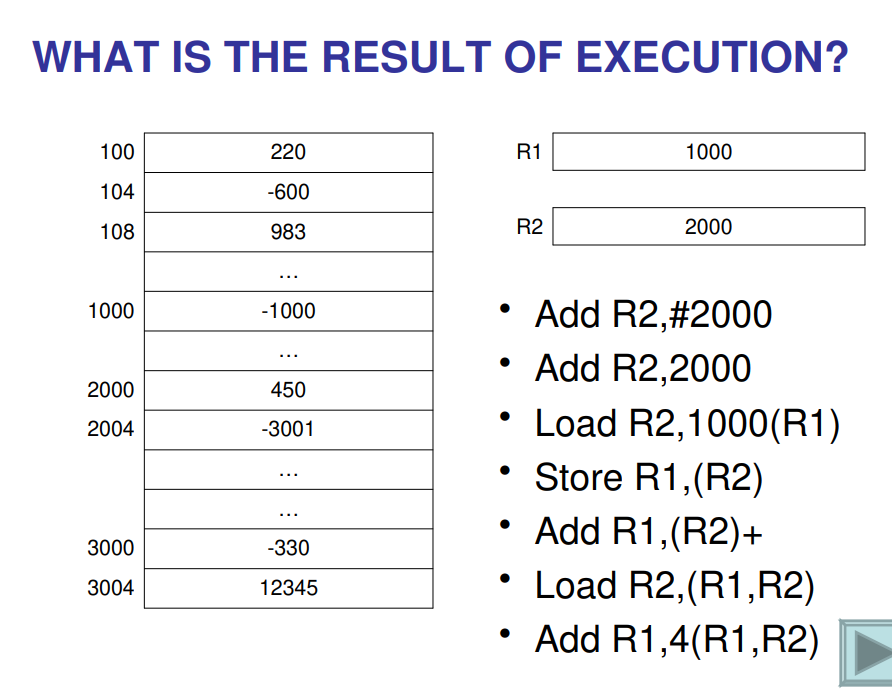 WHAT IS THE RESULT OF EXECUTION?
100 220
104 -600
108 983
…
1000 -1000
…
2000 450
2004 -3001
…
…
3000 -330
3004 12345
R1 1000
R2 2000
• Add R2,#2000
• Add R2,2000
• Load R2,1000(R1)
• Store R1,(R2)
• Add R1,(R2)+
• Load R2,(R1,R2)
• Add R1,4(R1,R2)